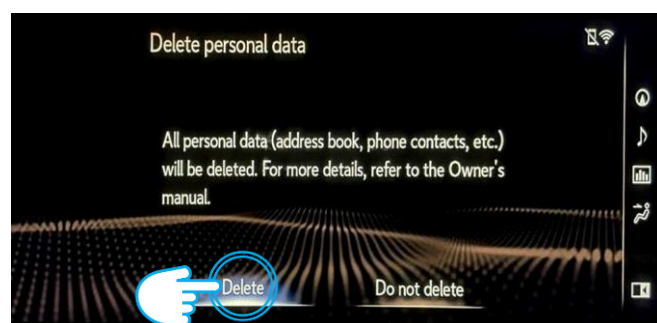 Delete personal data
All personal data (address book, phone contacts, etc.)
will be deleted. For more details, refer to the Owner's
manual.
Delete
Do not delete